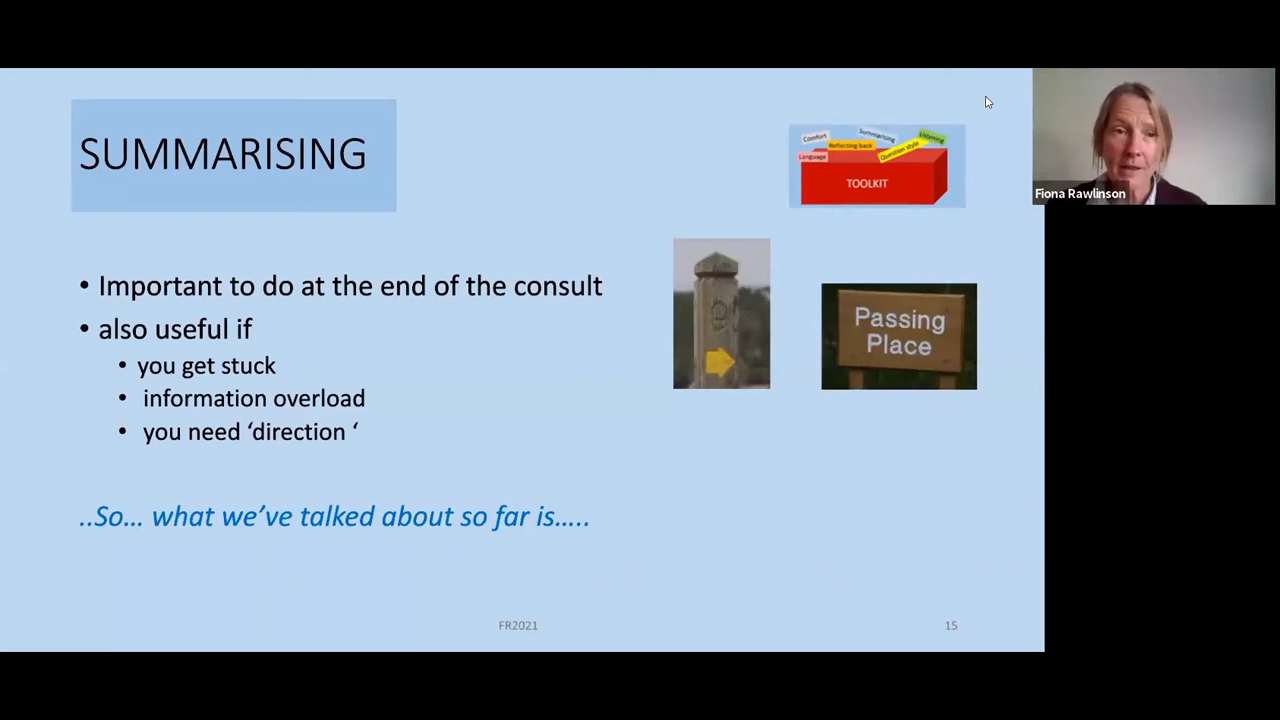 SUMMARISING
Comfort
Summarising
Listening
Reflecting back
Question style
Language
TOOLKIT
Fiona Rawlinson
Passing
Place
• Important to do at the end of the consult
• also useful if
• you get stuck
• information overload
• you need ‘direction ‘
..So… what we’ve talked about so far is…..
FR2021
15